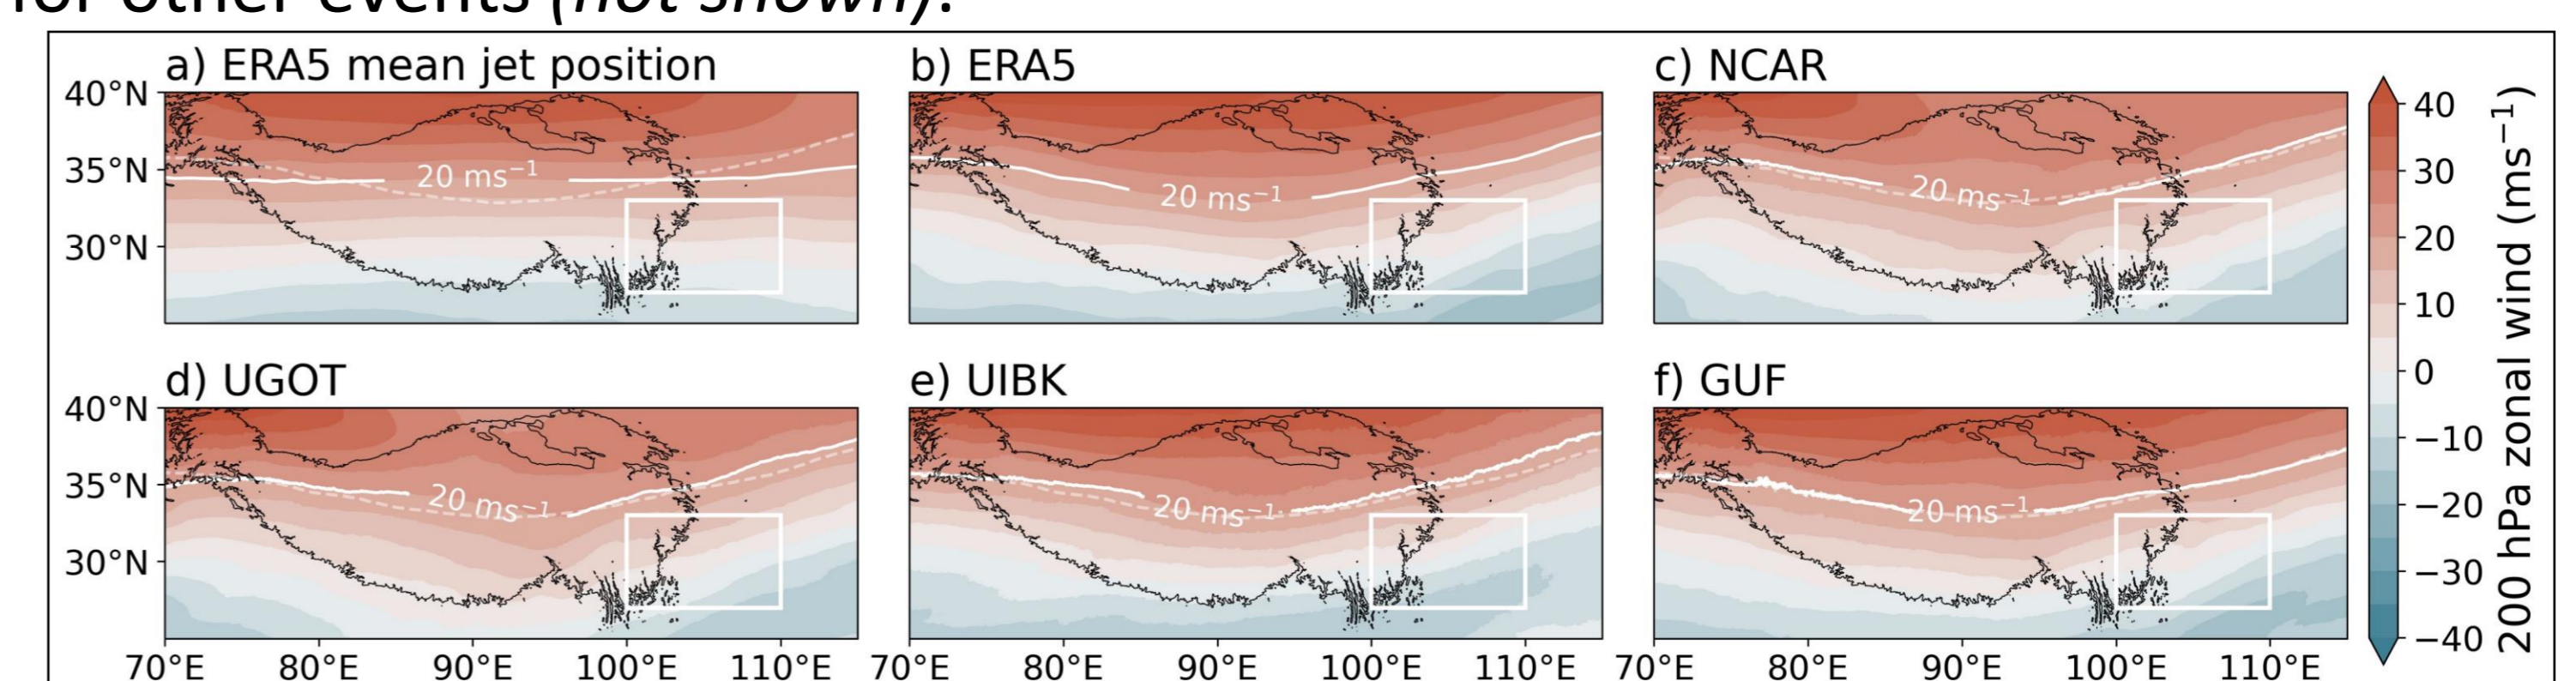 for other events (not shown).
a) ERA5 mean jet position
b) ERA5
c) NCAR
40°N
35°N
30°N
20 ms⁻¹
20 ms⁻¹
20 ms⁻¹
40
30
20
10
0
−10
−20
−30
−40
200 hPa zonal wind (ms⁻¹)
d) UGOT
e) UIBK
f) GUF
40°N
35°N
30°N
20 ms⁻¹
20 ms⁻¹
20 ms⁻¹
70°E 80°E 90°E 100°E 110°E 70°E 80°E 90°E 100°E 110°E 70°E 80°E 90°E 100°E 110°E